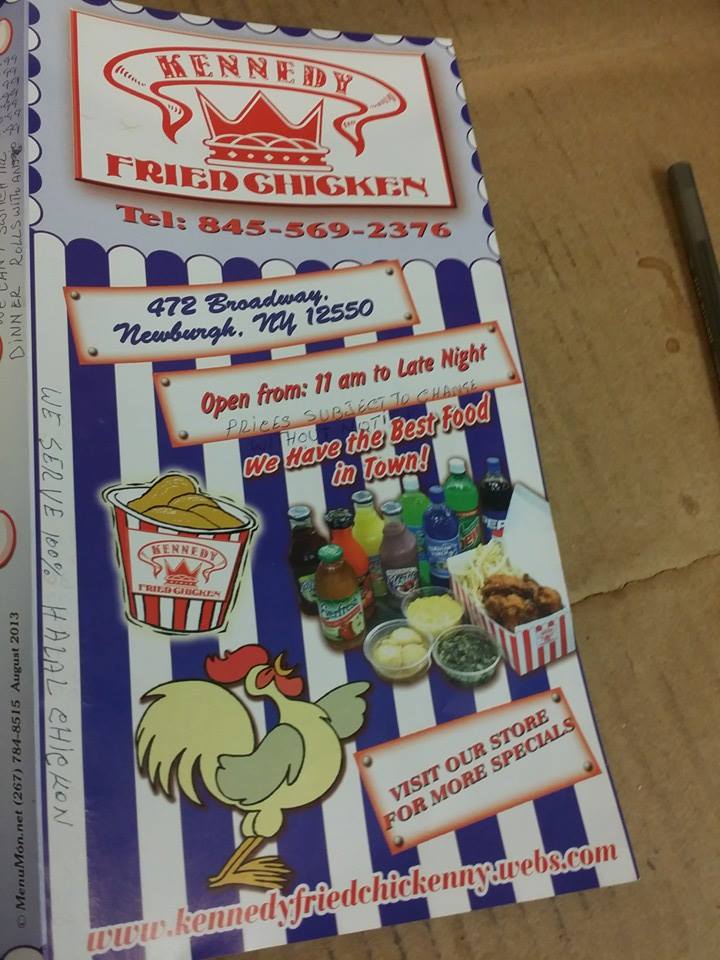 KENNEDY
FRIED CHICKEN
Tel: 845-569-2376
472 Broadway,
Newburgh, NY 12550
Open from: 11 am to Late Night
PRICES SUBJECT TO CHANGE
WITHOUT
We Have the Best Food
in Town!
KENNEDY
FRIED CHICKEN
VISIT OUR STORE
FOR MORE SPECIALS
www.kennedyfriedchickenny.webs.com
WE SERVE 100% HALAL CHICKON
© MenuMon.net (267) 784-8515 August 2013
DINNER ROLLS WITH